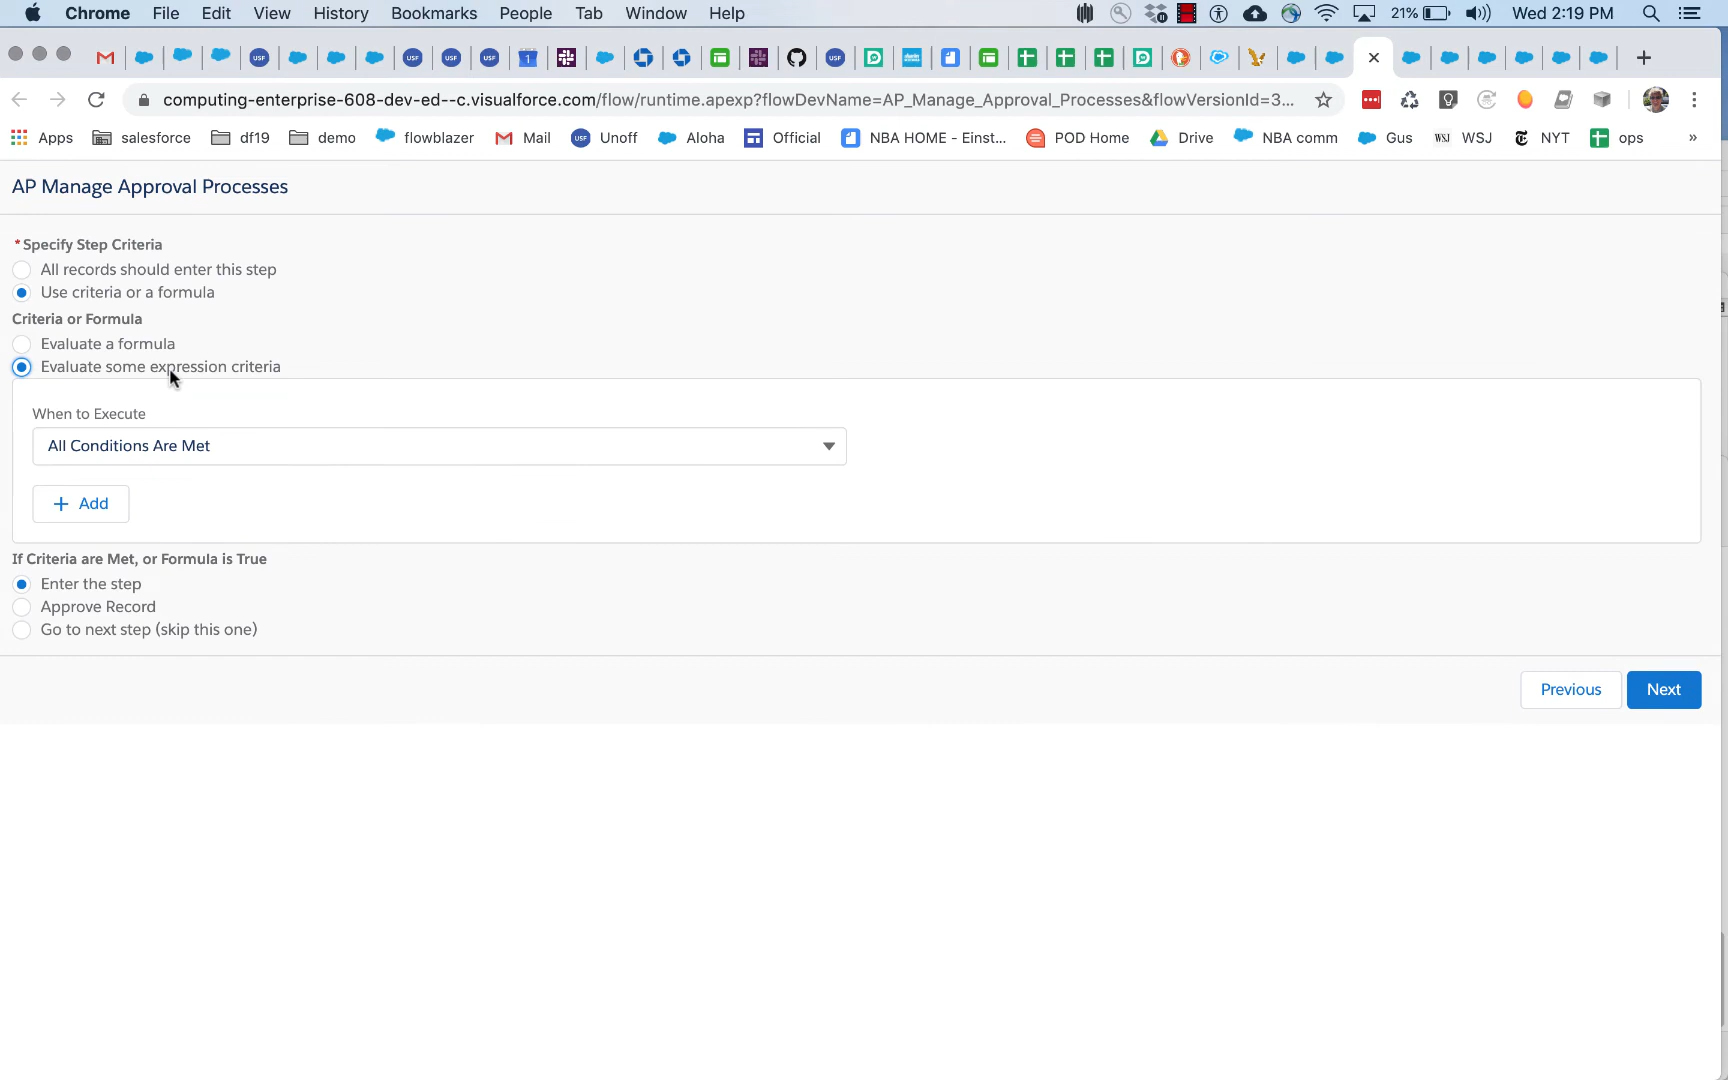 Chrome File Edit View History Bookmarks People Tab Window Help 21% Wed 2:19 PM
computing-enterprise-608-dev-ed--c.visualforce.com/flow/runtime.apexp?flowDevName=AP_Manage_Approval_Processes&flowVersionId=3...
Apps salesforce df19 demo flowblazer Mail USF Unoff Aloha Official NBA HOME - Einst... POD Home Drive NBA comm Gus WSJ WSJ NYT ops »
AP Manage Approval Processes
*Specify Step Criteria
All records should enter this step
Use criteria or a formula
Criteria or Formula
Evaluate a formula
Evaluate some expression criteria
When to Execute
All Conditions Are Met
+ Add
If Criteria are Met, or Formula is True
Enter the step
Approve Record
Go to next step (skip this one)
Previous Next